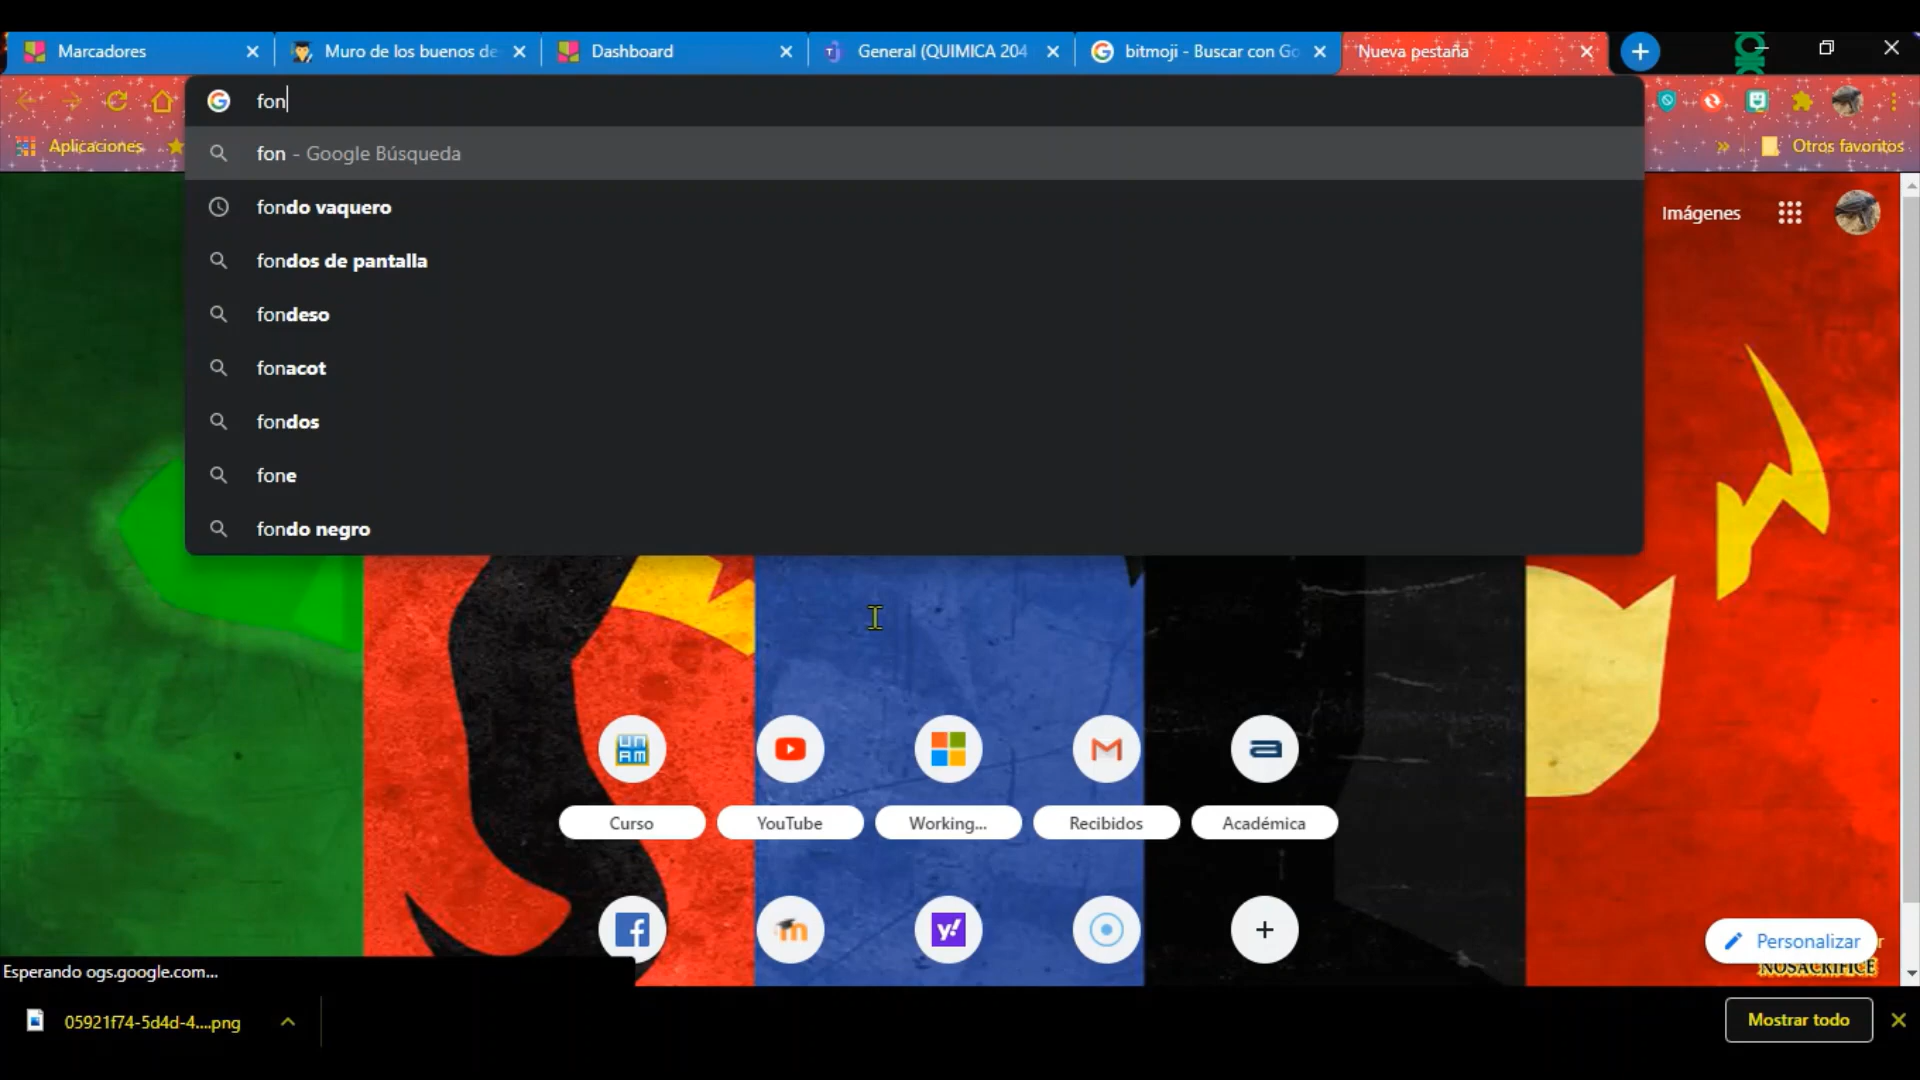 Marcadores
Muro de los buenos de
Dashboard
General (QUIMICA 204
bitmoji - Buscar con Go
Nueva pestaña
fon
Aplicaciones
Otros favoritos
fon - Google Búsqueda
fondo vaquero
Imágenes
fondos de pantalla
fondeso
fonacot
fondos
fone
fondo negro
UNAM
Curso
YouTube
Working...
Recibidos
Académica
Personalizar
NOSACRIFICE
Esperando ogs.google.com...
05921f74-5d4d-4....png
Mostrar todo